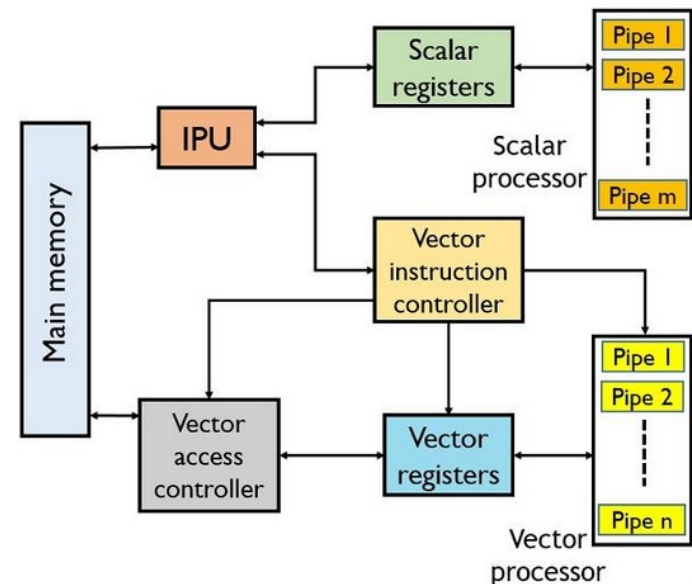 Scalar
registers
Pipe 1
Pipe 2
Pipe m
Scalar
processor
IPU
Main memory
Vector
instruction
controller
Vector
access
controller
Vector
registers
Pipe 1
Pipe 2
Pipe n
Vector
processor